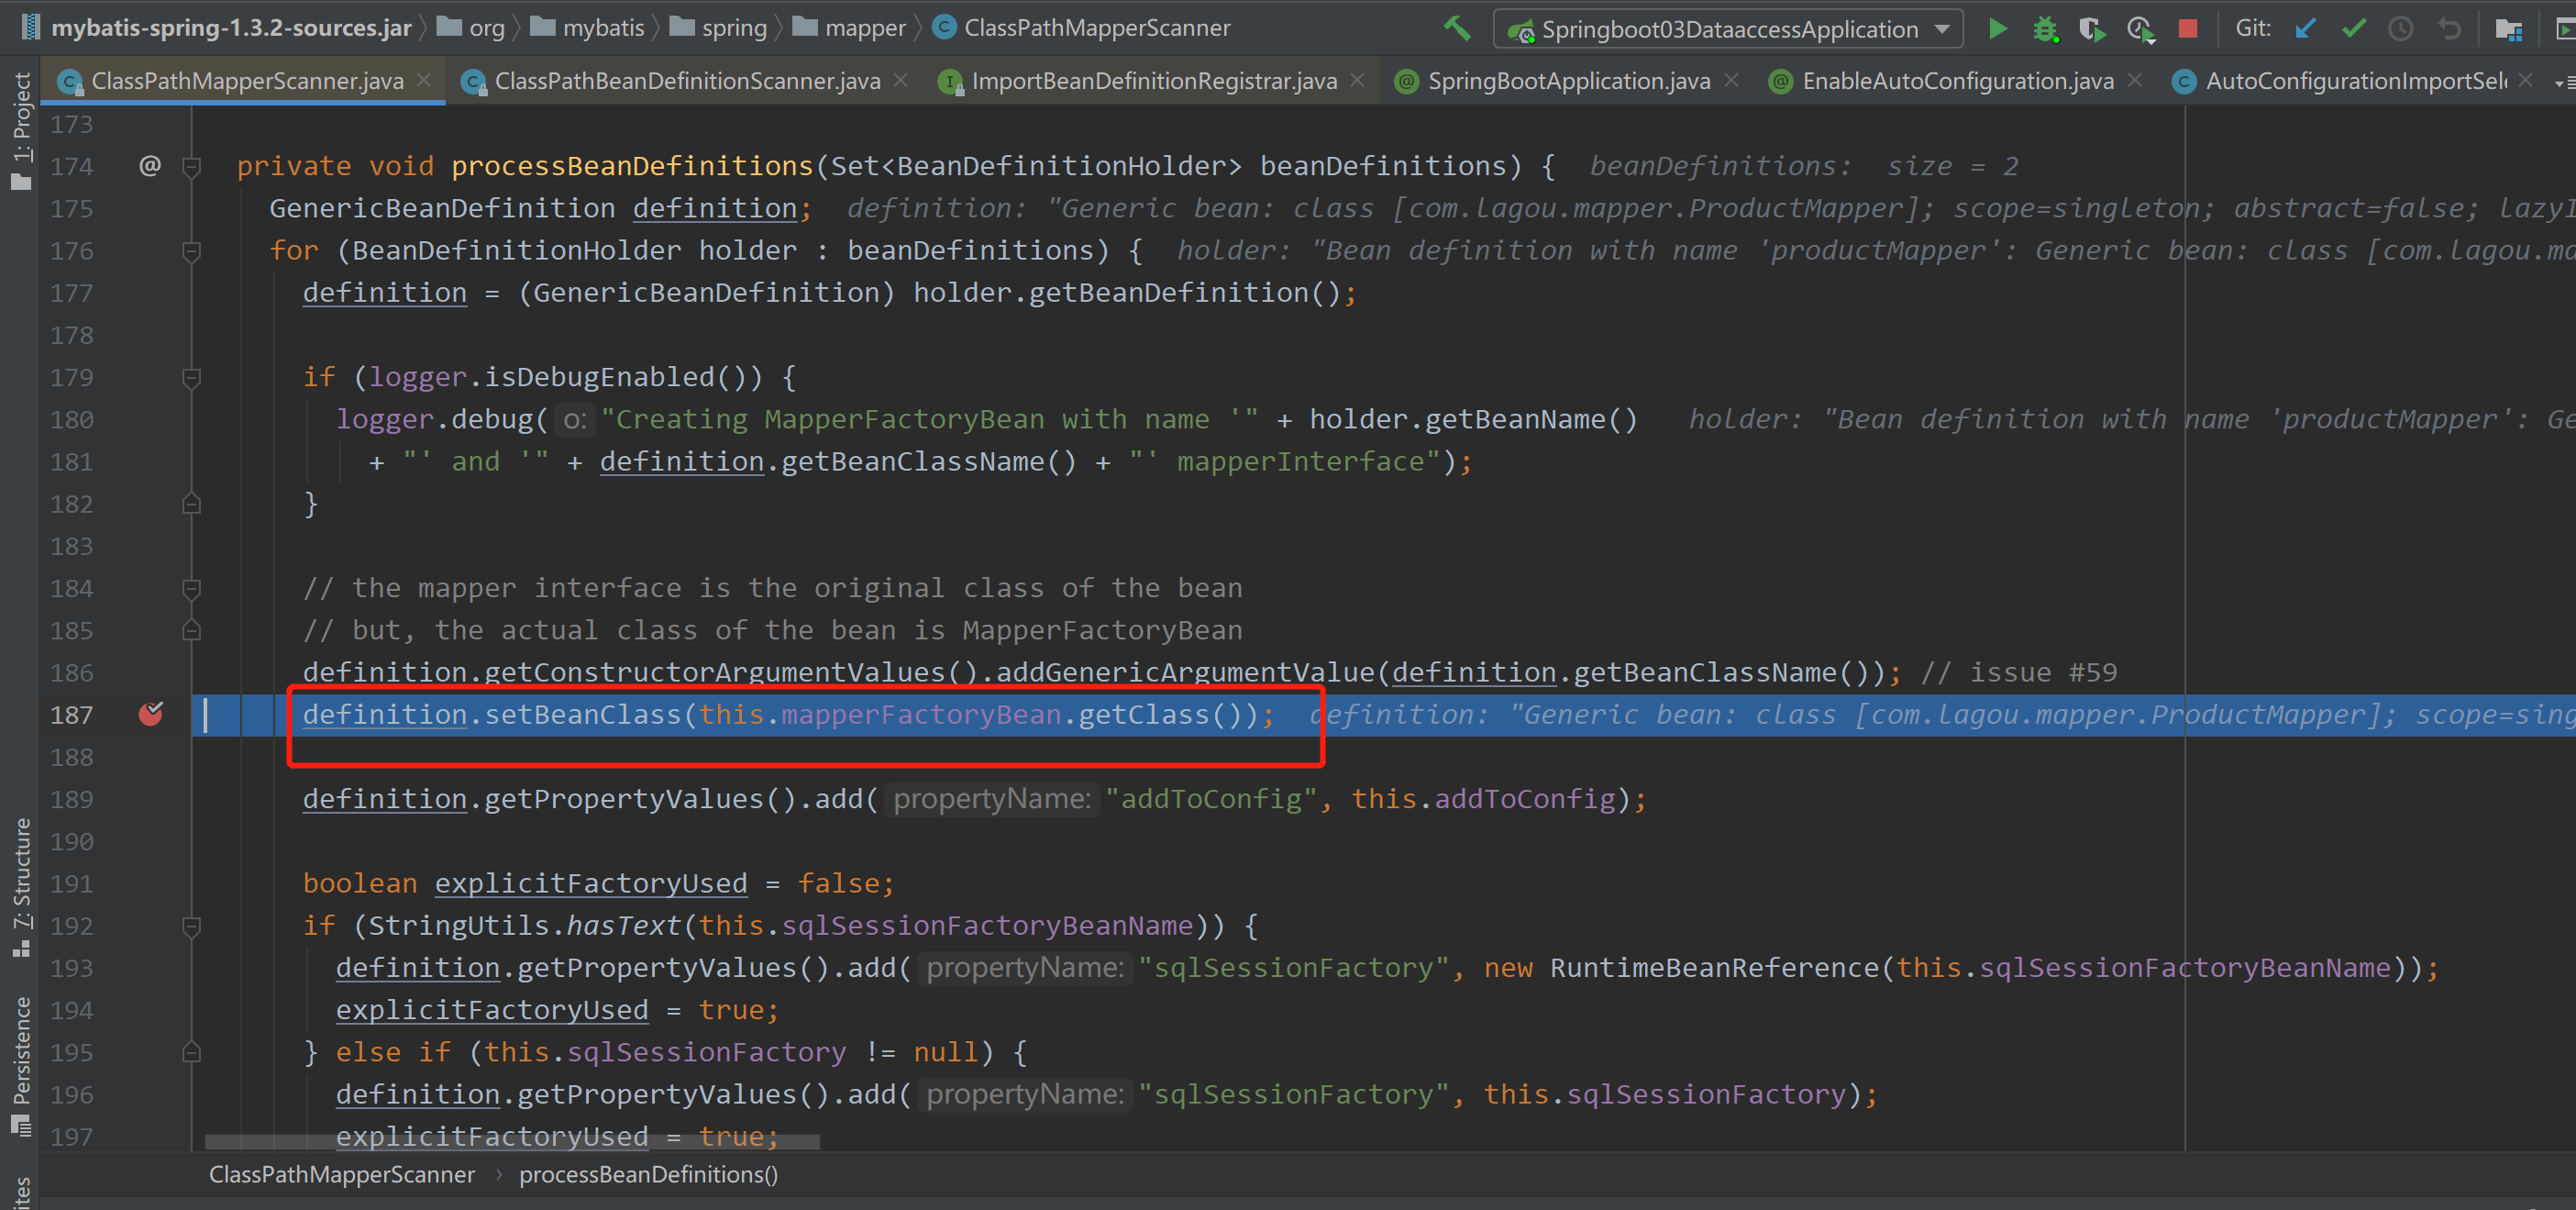 mybatis-spring-1.3.2-sources.jar org mybatis spring mapper ClassPathMapperScanner Springboot03DataaccessApplication Git:
ClassPathMapperScanner.java ClassPathBeanDefinitionScanner.java ImportBeanDefinitionRegistrar.java SpringBootApplication.java EnableAutoConfiguration.java AutoConfigurationImportSele
1: Project
7: Structure
Persistence
173
174 @ private void processBeanDefinitions(Set<BeanDefinitionHolder> beanDefinitions) { beanDefinitions: size = 2
175 GenericBeanDefinition definition; definition: "Generic bean: class [com.lagou.mapper.ProductMapper]; scope=singleton; abstract=false; lazyI
176 for (BeanDefinitionHolder holder : beanDefinitions) { holder: "Bean definition with name 'productMapper': Generic bean: class [com.lagou.ma
177 definition = (GenericBeanDefinition) holder.getBeanDefinition();
178
179 if (logger.isDebugEnabled()) {
180 logger.debug( o: "Creating MapperFactoryBean with name '" + holder.getBeanName() holder: "Bean definition with name 'productMapper': Ge
181 + "' and '" + definition.getBeanClassName() + "' mapperInterface");
182 }
183
184 // the mapper interface is the original class of the bean
185 // but, the actual class of the bean is MapperFactoryBean
186 definition.getConstructorArgumentValues().addGenericArgumentValue(definition.getBeanClassName()); // issue #59
187 definition.setBeanClass(this.mapperFactoryBean.getClass()); definition: "Generic bean: class [com.lagou.mapper.ProductMapper]; scope=sing
188
189 definition.getPropertyValues().add( propertyName: "addToConfig", this.addToConfig);
190
191 boolean explicitFactoryUsed = false;
192 if (StringUtils.hasText(this.sqlSessionFactoryBeanName)) {
193 definition.getPropertyValues().add( propertyName: "sqlSessionFactory", new RuntimeBeanReference(this.sqlSessionFactoryBeanName));
194 explicitFactoryUsed = true;
195 } else if (this.sqlSessionFactory != null) {
196 definition.getPropertyValues().add( propertyName: "sqlSessionFactory", this.sqlSessionFactory);
197 explicitFactoryUsed = true;
ClassPathMapperScanner processBeanDefinitions()